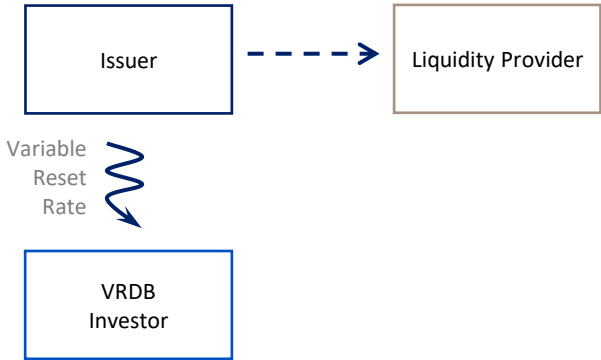 Issuer
Liquidity Provider
Variable
Reset
Rate
VRDB
Investor